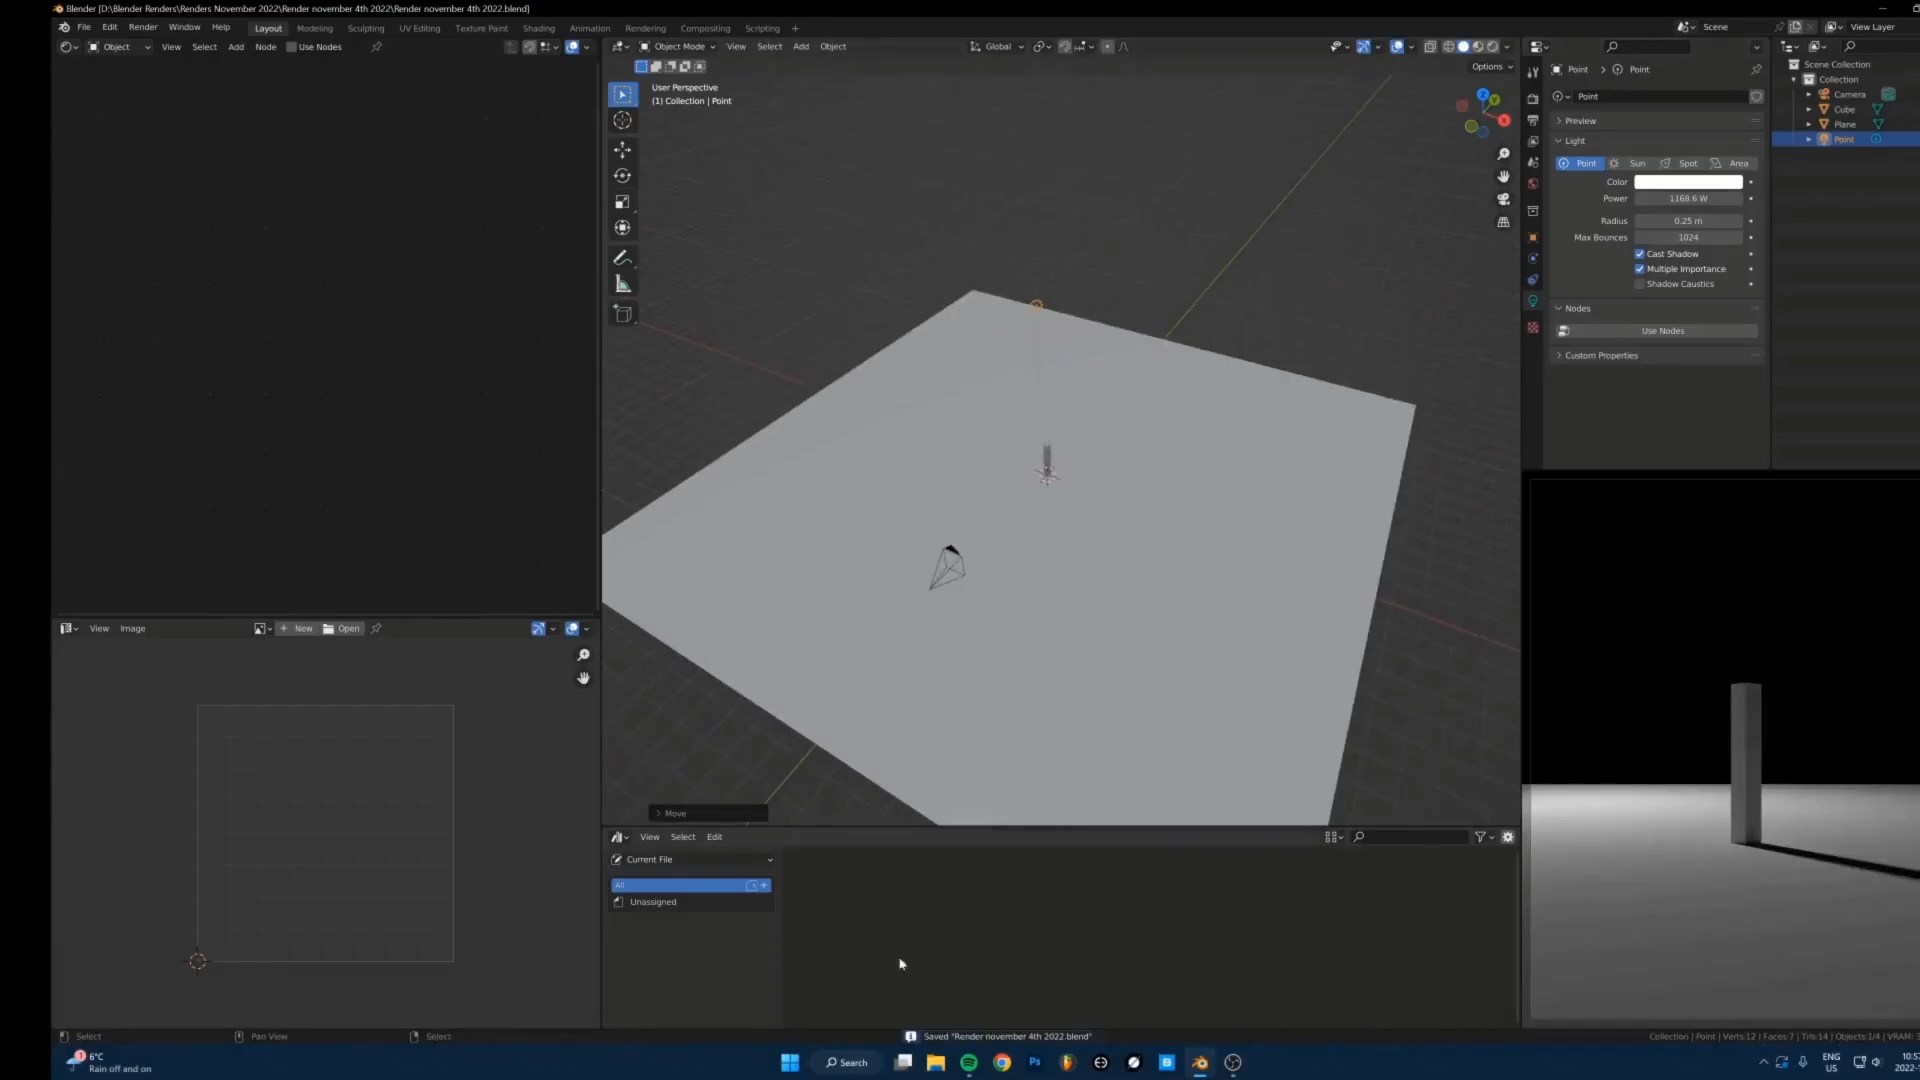 Blender [D:\Blender Renders\Renders November 2022\Render november 4th 2022\Render november 4th 2022.blend]
File Edit Render Window Help Layout Modeling Sculpting UV Editing Texture Paint Shading Animation Rendering Compositing Scripting + Scene View Layer
Object View Select Add Node Use Nodes
Object Mode View Select Add Object Global
Options
User Perspective
(1) Collection | Point
Z
Y
X
Move
Point Point
Point
Preview
Light
Point Sun Spot Area
Color
Power 1168.6 W
Radius 0.25 m
Max Bounces 1024
Cast Shadow
Multiple Importance
Shadow Caustics
Nodes
Use Nodes
Custom Properties
Scene Collection
Collection
Camera
Cube
Plane
Point
View Image New Open
View Select Edit
Current File
All
Unassigned
Select Pan View Select
Saved "Render november 4th 2022.blend"
Collection | Point | Verts:12 | Faces:7 | Tris:14 | Objects:1/4 | VRAM:
1
6°C
Rain off and on
Search
Ps
B
ENG
US